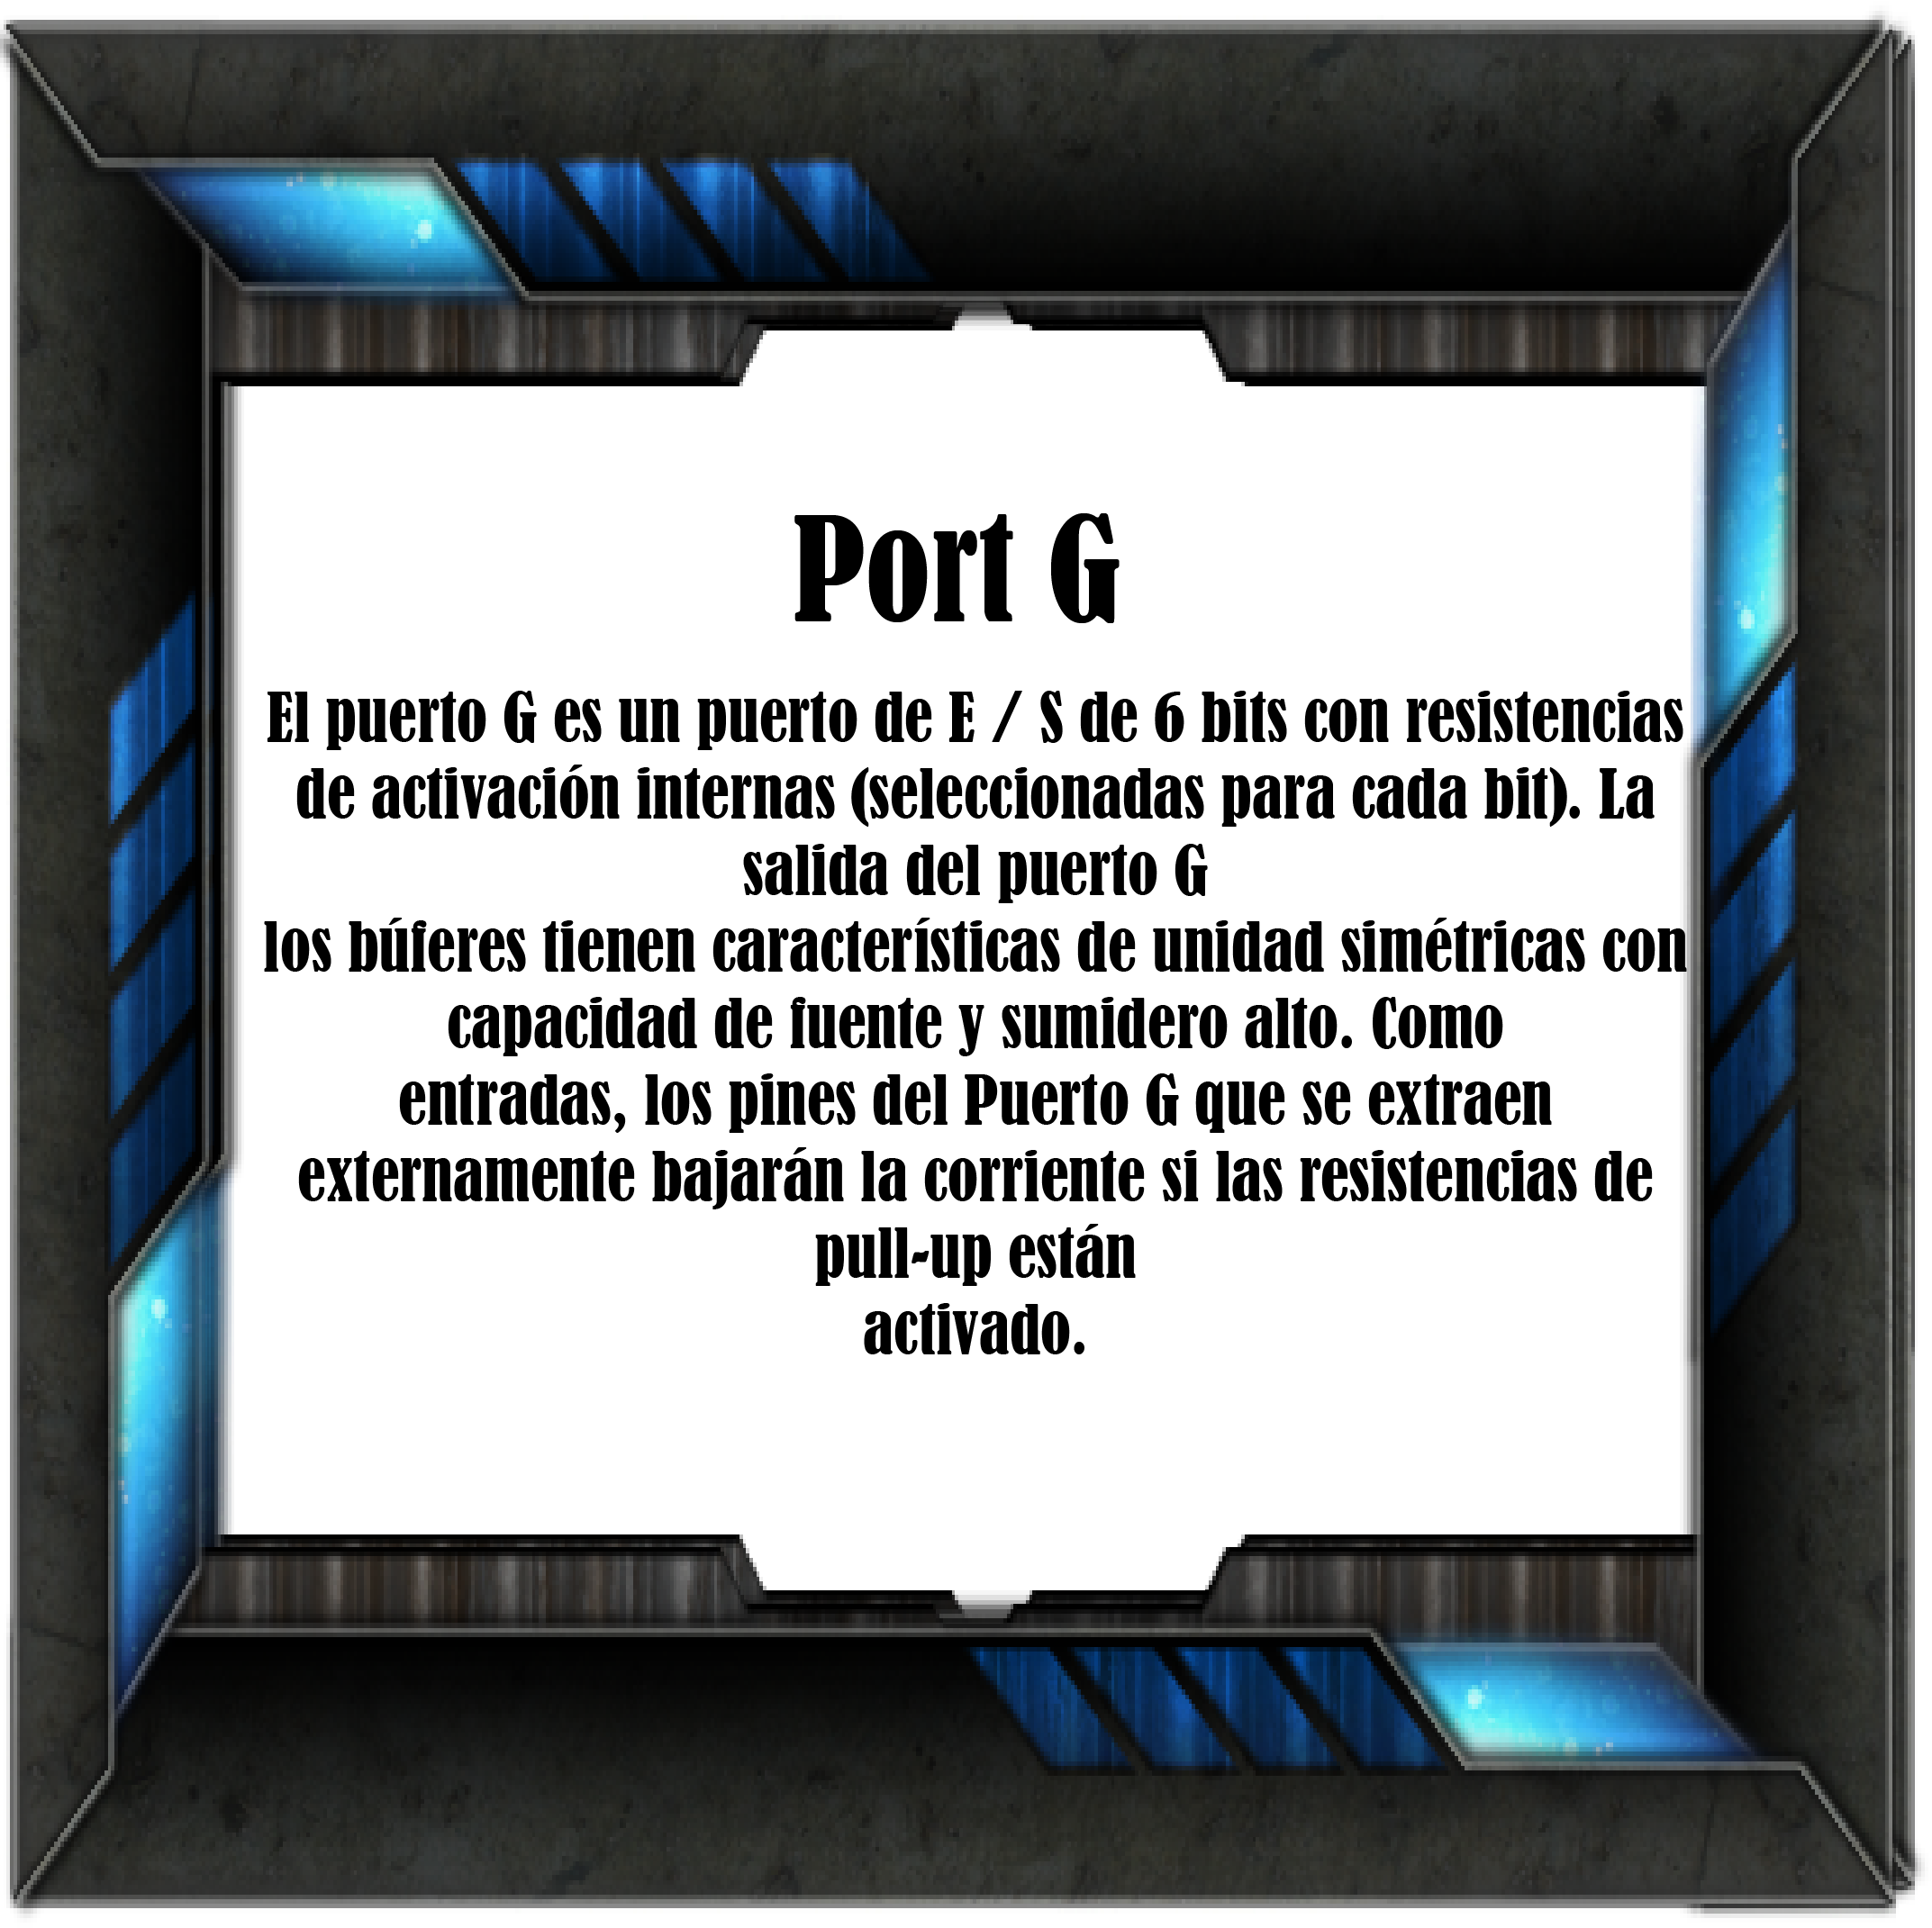 Port G
El puerto G es un puerto de E / S de 6 bits con resistencias
de activación internas (seleccionadas para cada bit). La
salida del puerto G
los búferes tienen características de unidad simétricas con
capacidad de fuente y sumidero alto. Como
entradas, los pines del Puerto G que se extraen
externamente bajarán la corriente si las resistencias de
pull-up están
activado.